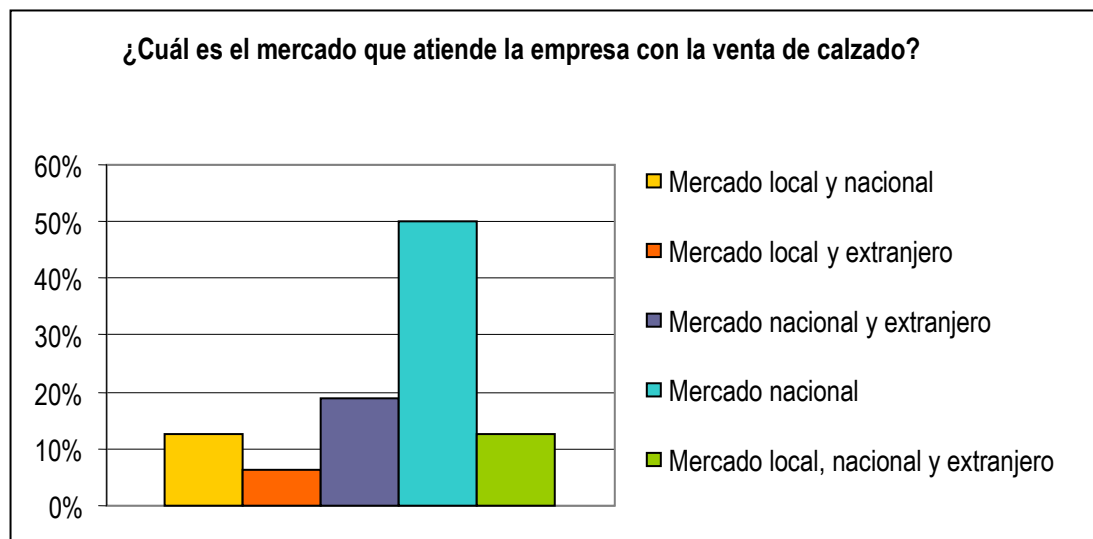 ¿Cuál es el mercado que atiende la empresa con la venta de calzado?
60%
50%
40%
30%
20%
10%
0%
Mercado local y nacional
Mercado local y extranjero
Mercado nacional y extranjero
Mercado nacional
Mercado local, nacional y extranjero